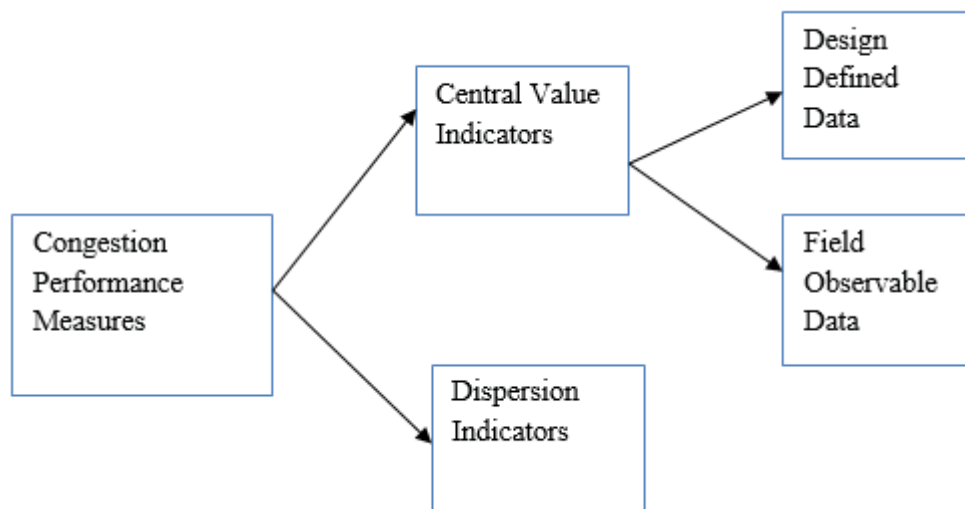 Congestion
Performance
Measures
Central Value
Indicators
Dispersion
Indicators
Design
Defined
Data
Field
Observable
Data